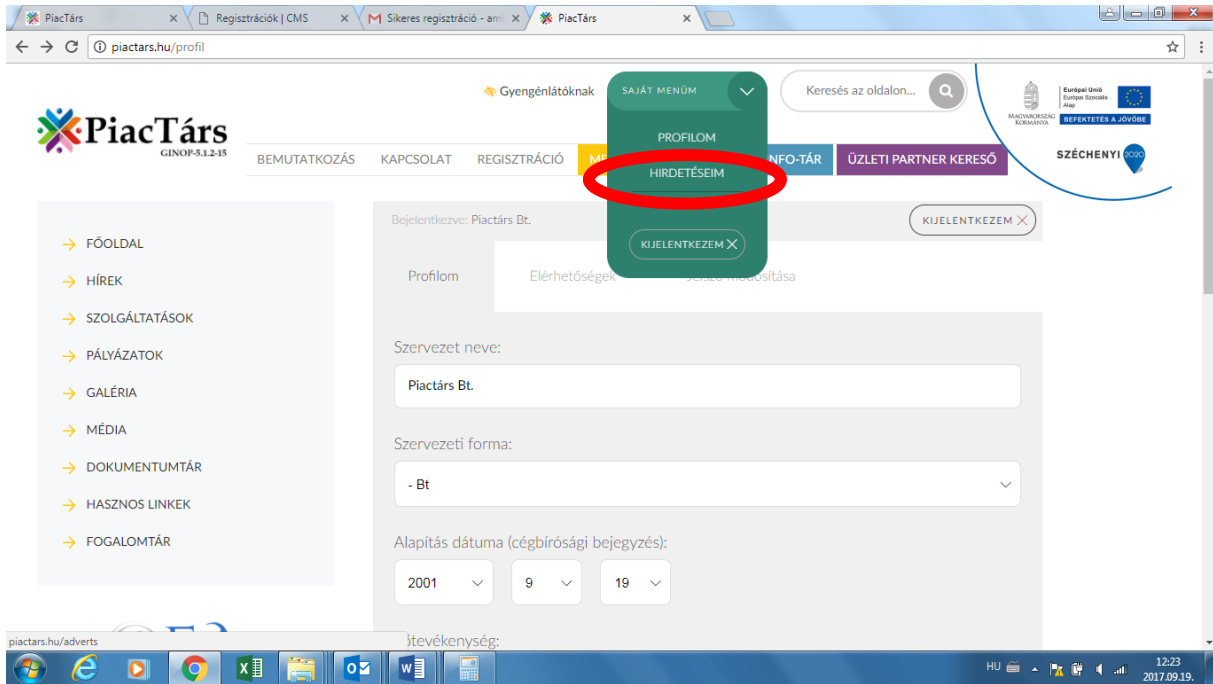 PiacTárs
Regisztrációk | CMS
Sikeres regisztráció - am
PiacTárs
piactars.hu/profil
Gyengénlátóknak
SAJÁT MENÜM
Keresés az oldalon...
PROFILOM
HIRDETÉSEIM
KIJELENTKEZEM
MAGYARORSZÁG
KORMÁNYA
Európai Unió
Európai Szociális
Alap
BEFEKTETÉS A JÖVŐBE
SZÉCHENYI 2020
PiacTárs
GINOP-5.1.2-15
BEMUTATKOZÁS
KAPCSOLAT
REGISZTRÁCIÓ
NFO-TÁR
ÜZLETI PARTNER KERESŐ
FŐOLDAL
HÍREK
SZOLGÁLTATÁSOK
PÁLYÁZATOK
GALÉRIA
MÉDIA
DOKUMENTUMTÁR
HASZNOS LINKEK
FOGALOMTÁR
Bejelentkezve: Piactárs Bt.
KIJELENTKEZEM
Profilom
Elérhetőségek
Szervezet neve:
Piactárs Bt.
Szervezeti forma:
- Bt
Alapítás dátuma (cégbírósági bejegyzés):
2001 9 19
piactars.hu/adverts
HU
12:23
2017.09.19.